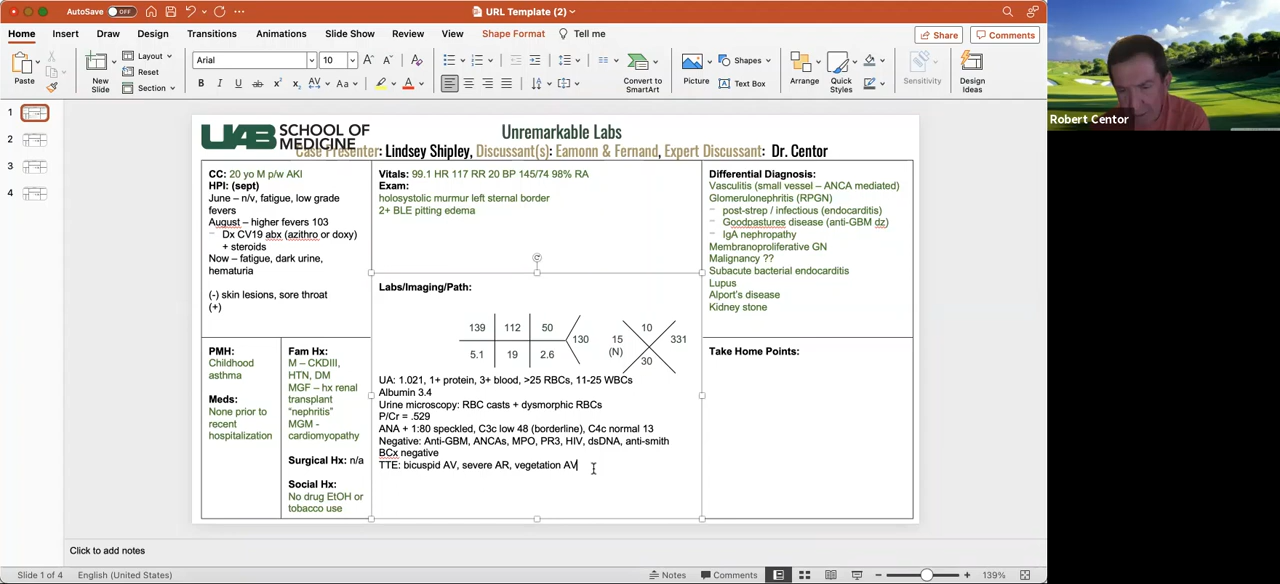 AutoSave OFF
URL Template (2)
Home Insert Draw Design Transitions Animations Slide Show Review View Shape Format Tell me
Share Comments
Paste
New Slide
Layout
Reset
Section
Arial 10
B I U ab x² x₂ AV Aa
Convert to SmartArt
Picture
Shapes
Text Box
Arrange
Quick Styles
Sensitivity
Design Ideas
Robert Centor
1
2
3
4
UAB SCHOOL OF MEDICINE
Unremarkable Labs
Case Presenter: Lindsey Shipley, Discussant(s): Eamonn & Fernand, Expert Discussant: Dr. Centor
CC: 20 yo M p/w AKI
HPI: (sept)
June – n/v, fatigue, low grade
fevers
August – higher fevers 103
- Dx CV19 abx (azithro or doxy)
+ steroids
Now – fatigue, dark urine,
hematuria
(-) skin lesions, sore throat
(+)
PMH:
Childhood
asthma
Meds:
None prior to
recent
hospitalization
Fam Hx:
M – CKDIII,
HTN, DM
MGF – hx renal
transplant
"nephritis"
MGM -
cardiomyopathy
Surgical Hx: n/a
Social Hx:
No drug EtOH or
tobacco use
Vitals: 99.1 HR 117 RR 20 BP 145/74 98% RA
Exam:
holosystolic murmur left sternal border
2+ BLE pitting edema
Labs/Imaging/Path:
139 112 50
130
5.1 19 2.6
10
15
(N)
331
30
UA: 1.021, 1+ protein, 3+ blood, >25 RBCs, 11-25 WBCs
Albumin 3.4
Urine microscopy: RBC casts + dysmorphic RBCs
P/Cr = .529
ANA + 1:80 speckled, C3c low 48 (borderline), C4c normal 13
Negative: Anti-GBM, ANCAs, MPO, PR3, HIV, dsDNA, anti-smith
BCx negative
TTE: bicuspid AV, severe AR, vegetation AV
Differential Diagnosis:
Vasculitis (small vessel – ANCA mediated)
Glomerulonephritis (RPGN)
- post-strep / infectious (endocarditis)
- Goodpastures disease (anti-GBM dz)
- IgA nephropathy
Membranoproliferative GN
Malignancy ??
Subacute bacterial endocarditis
Lupus
Alport's disease
Kidney stone
Take Home Points:
Click to add notes
Slide 1 of 4 English (United States) Notes Comments 139%